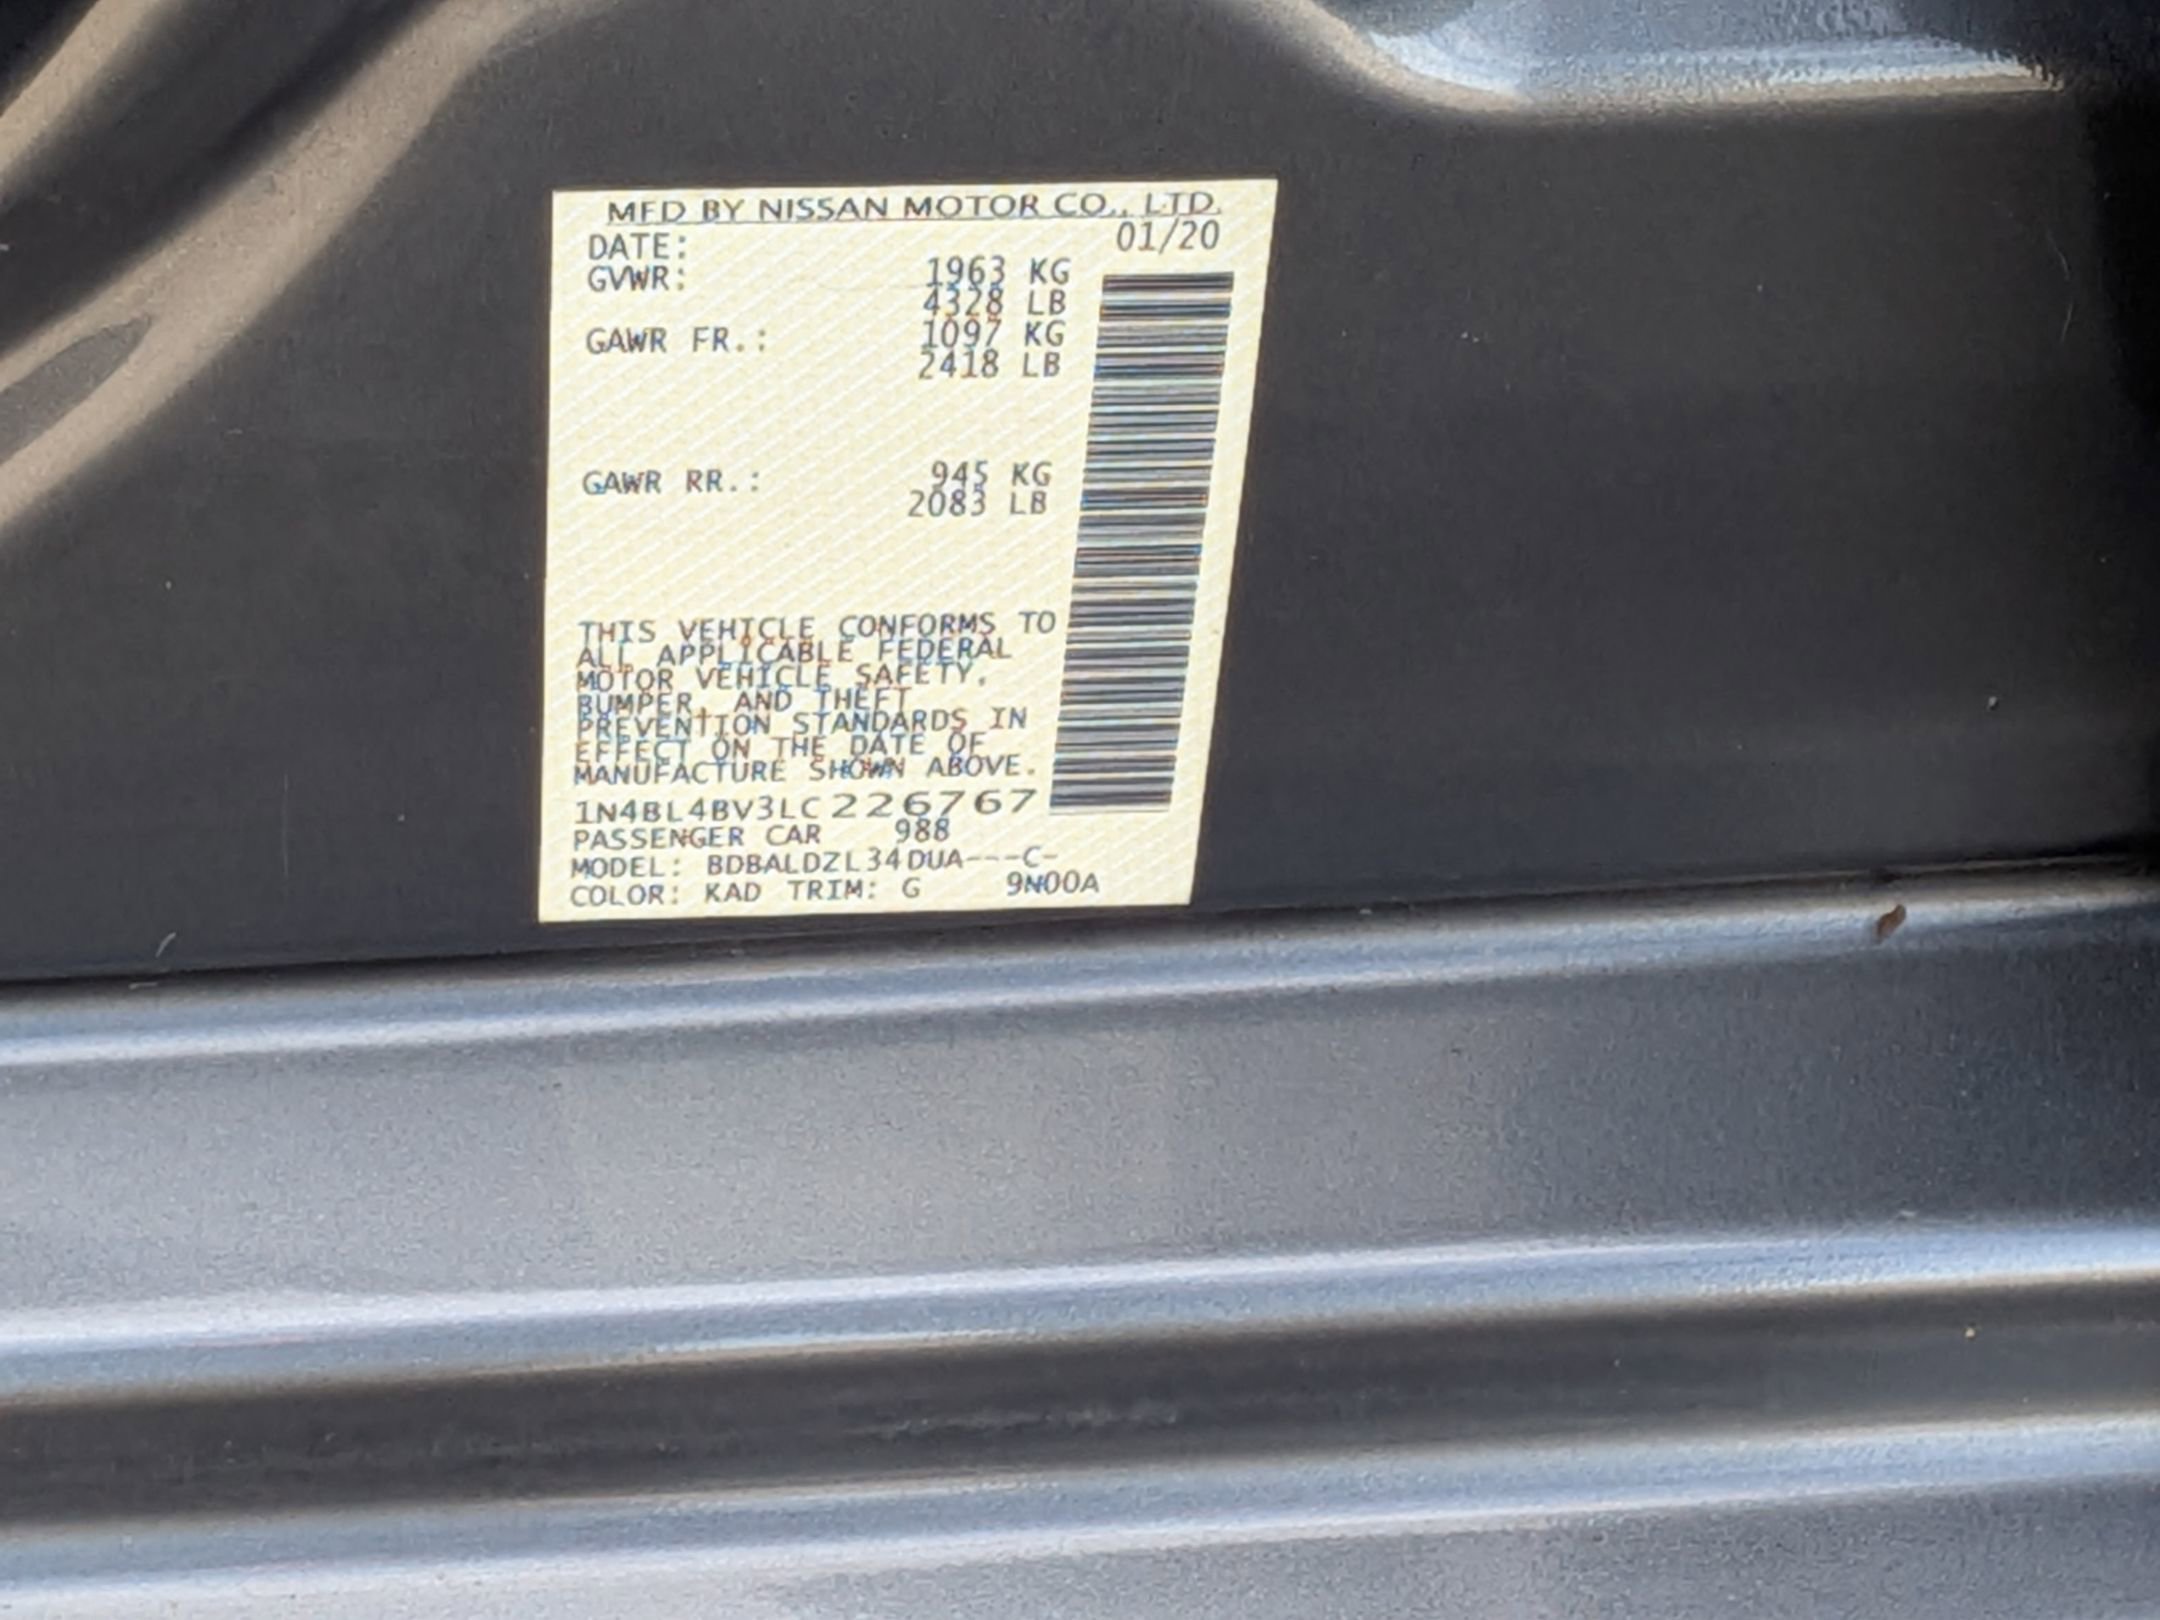 MFD BY NISSAN MOTOR CO., LTD.
DATE: 01/20
GVWR: 1963 KG
4328 LB
GAWR FR.: 1097 KG
2418 LB
GAWR RR.: 945 KG
2083 LB
THIS VEHICLE CONFORMS TO
ALL APPLICABLE FEDERAL
MOTOR VEHICLE SAFETY,
BUMPER, AND THEFT
PREVENTION STANDARDS IN
EFFECT ON THE DATE OF
MANUFACTURE SHOWN ABOVE.
1N4BL4BV3LC226767
PASSENGER CAR 988
MODEL: BDBALDZL34DUA---C-
COLOR: KAD TRIM: G 9N00A